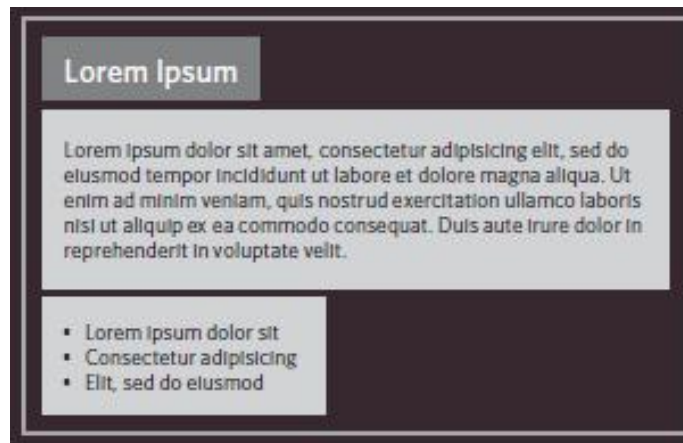 Lorem Ipsum
Lorem ipsum dolor sit amet, consectetur adipisicing elit, sed do
eiusmod tempor incididunt ut labore et dolore magna aliqua. Ut
enim ad minim veniam, quis nostrud exercitation ullamco laboris
nisi ut aliquip ex ea commodo consequat. Duis aute irure dolor in
reprehenderit in voluptate velit.
▪ Lorem ipsum dolor sit
▪ Consectetur adipisicing
▪ Elit, sed do eiusmod